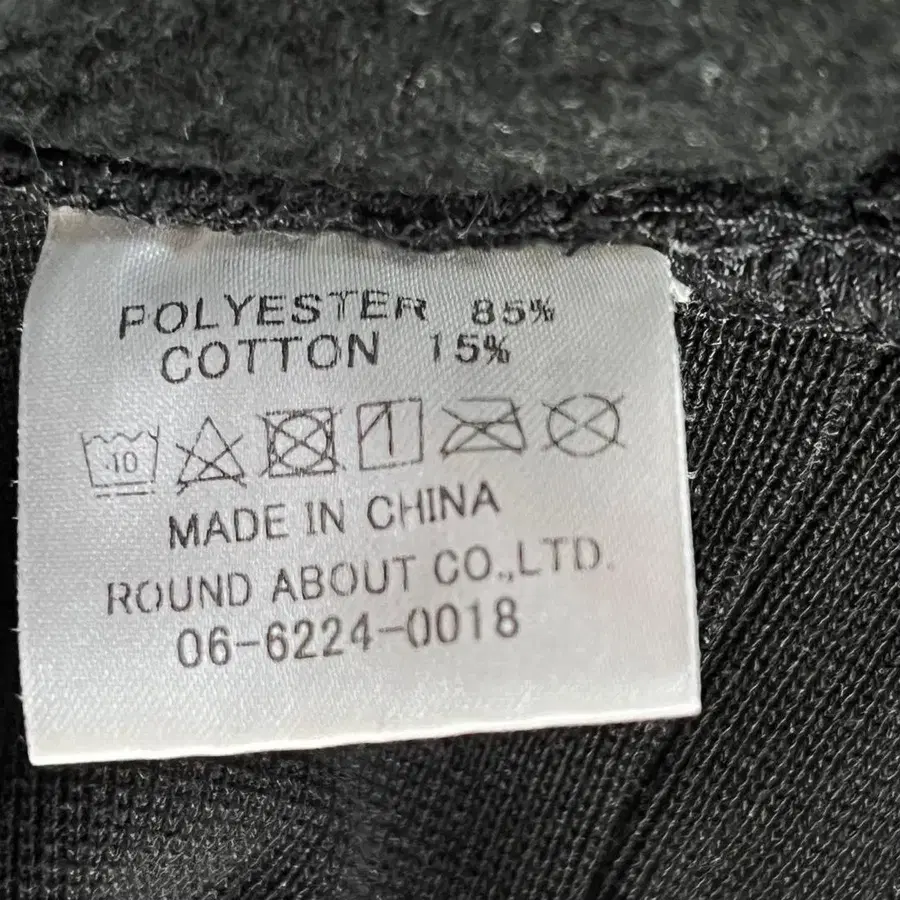 POLYESTER 85%
COTTON 15%
MADE IN CHINA
ROUND ABOUT CO.,LTD.
06-6224-0018